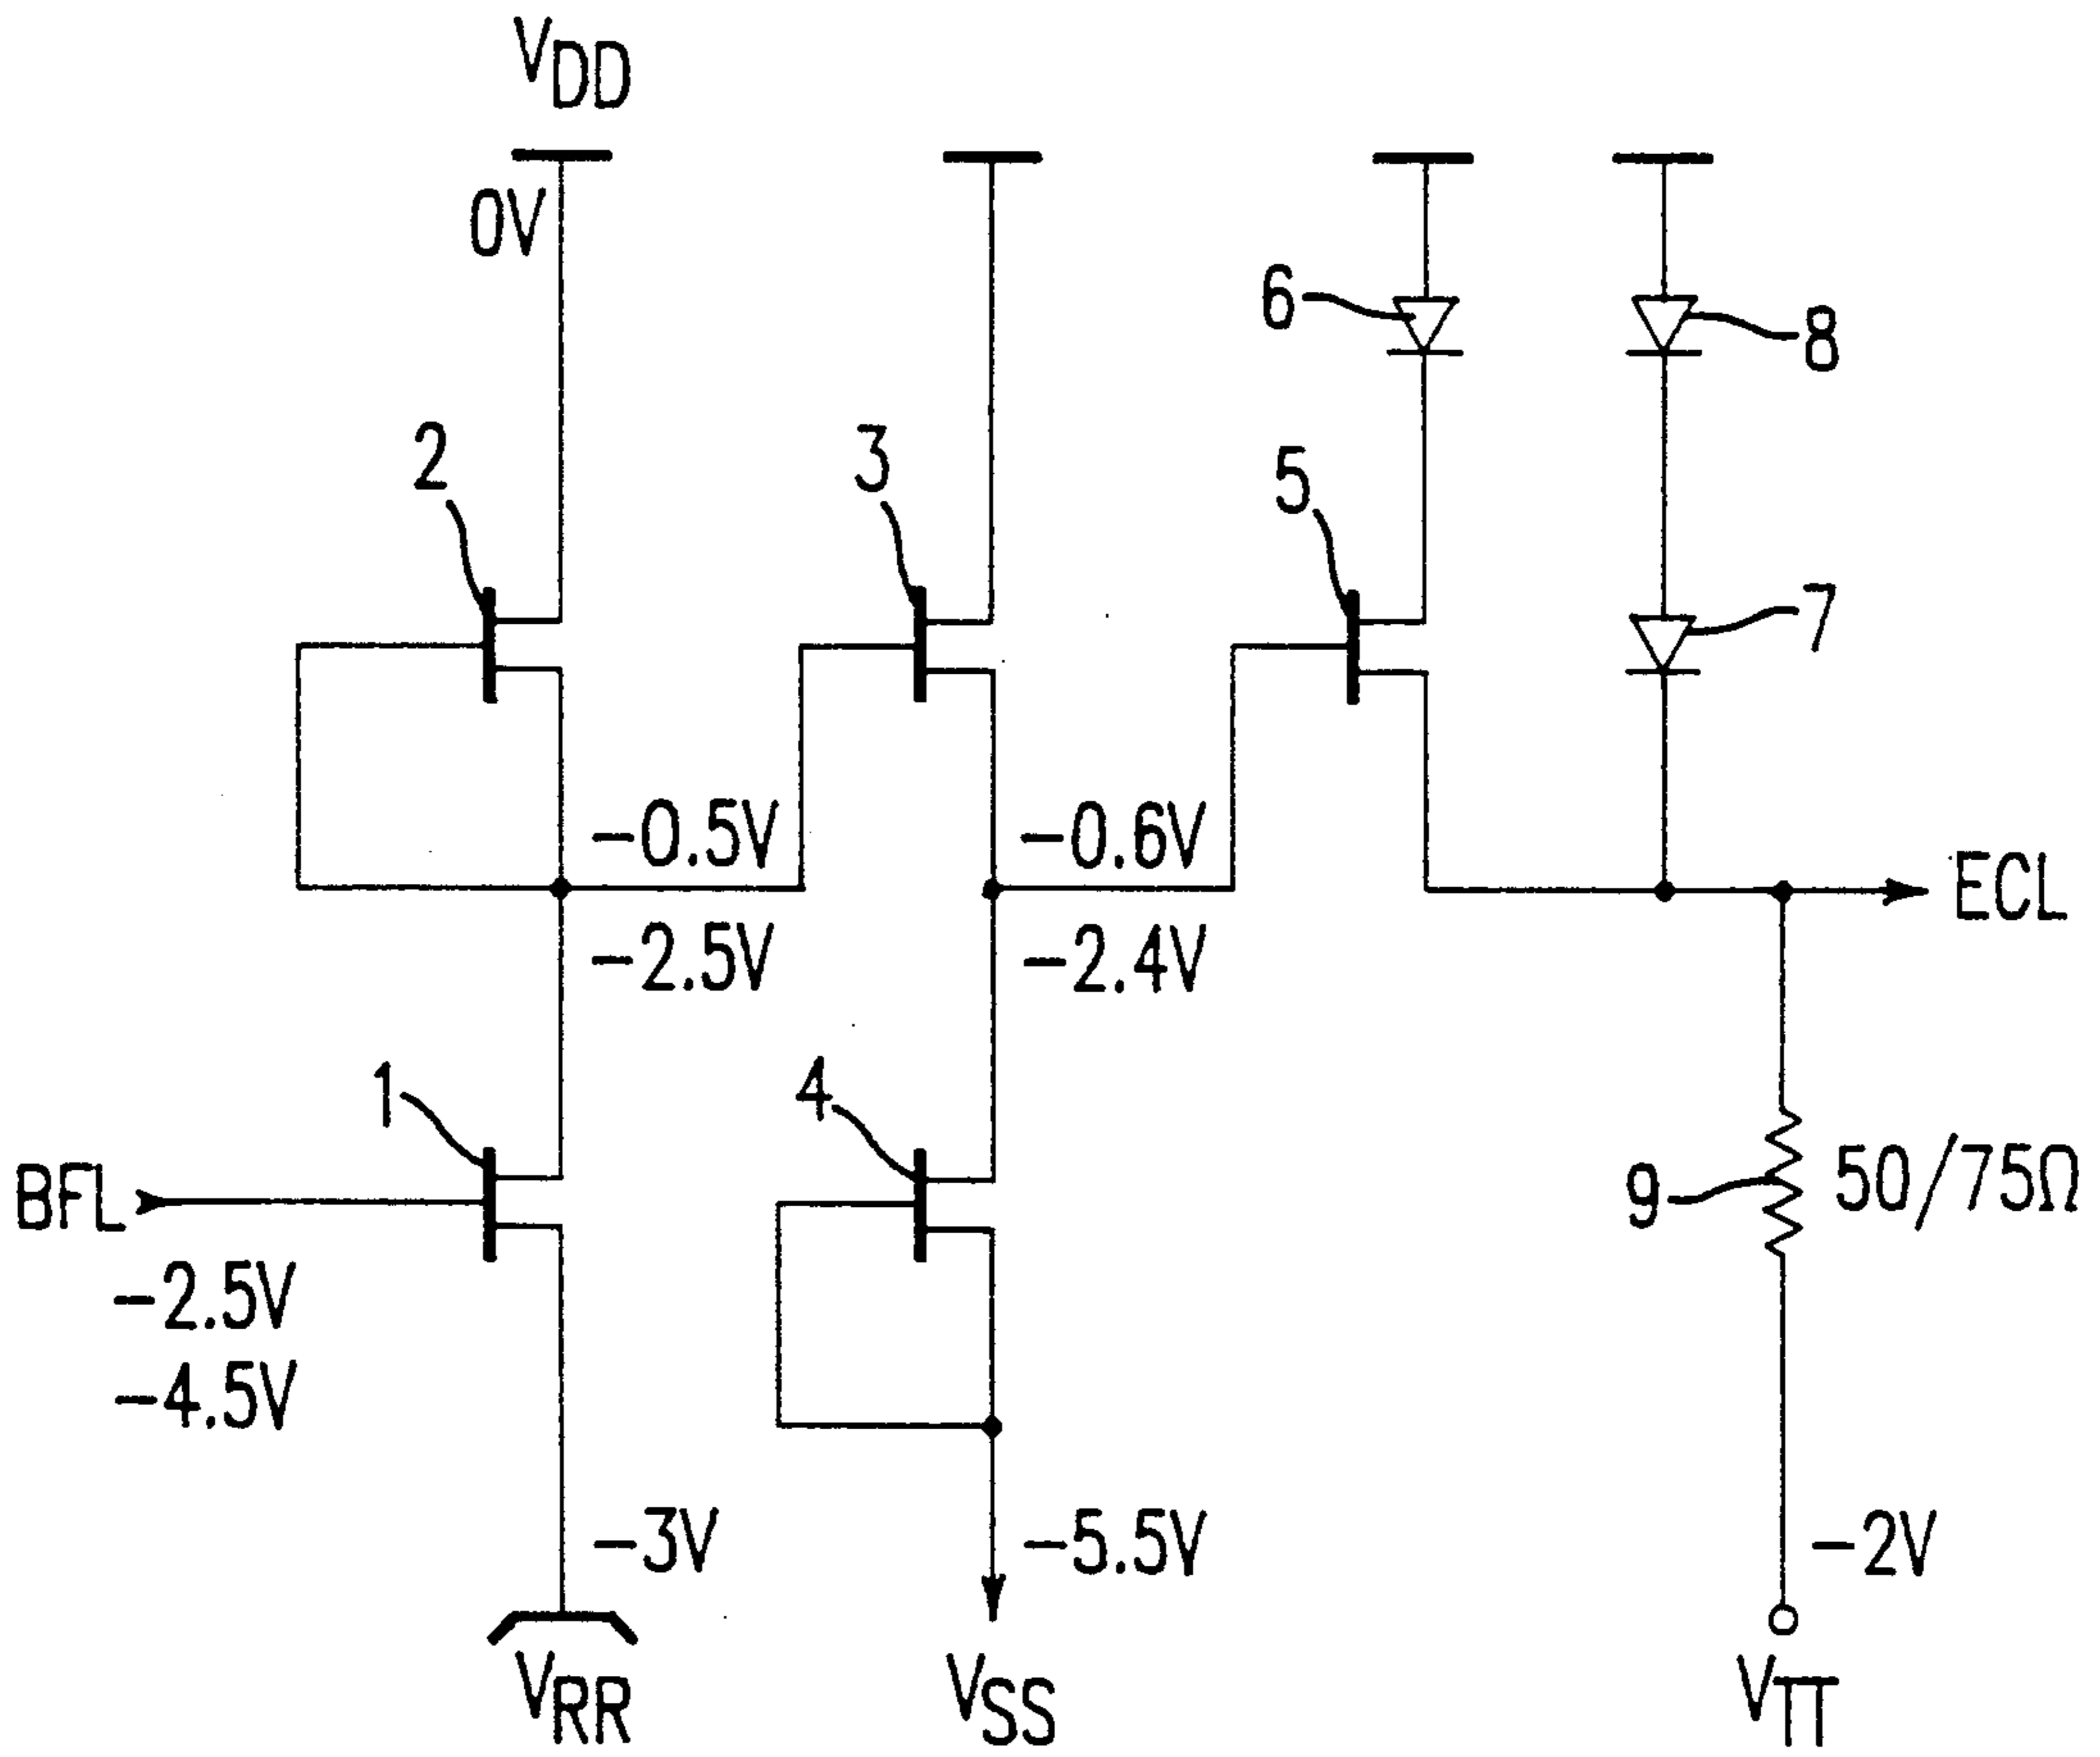 VDD
0V
6
8
2
3
5
7
-0.5V
-0.6V
ECL
-2.5V
-2.4V
1
4
BFL
9
50/75Ω
-2.5V
-4.5V
-3V
-5.5V
-2V
VRR
VSS
VTT